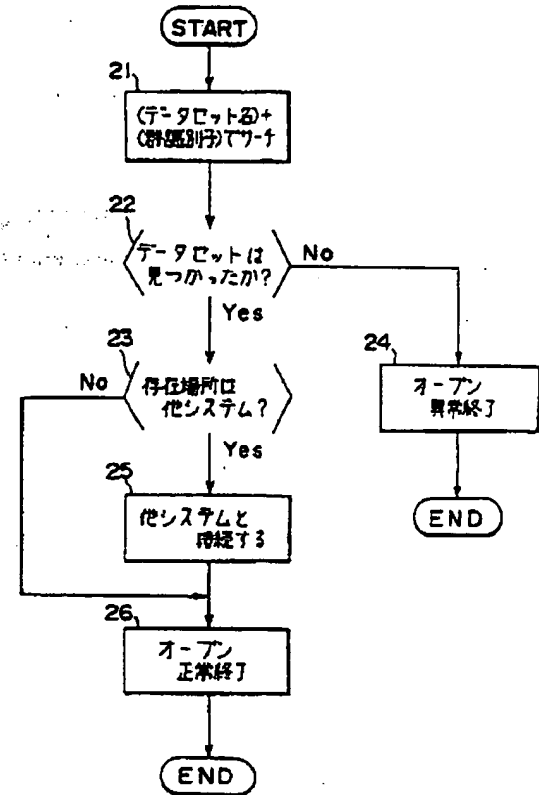 START
21
(データセット名)+
(群識別子)でサーチ
22
データセットは
見つかったか?
No
Yes
23
No
存在場所は
他システム?
Yes
24
オープン
異常終了
END
25
他システムと
接続する
26
オープン
正常終了
END